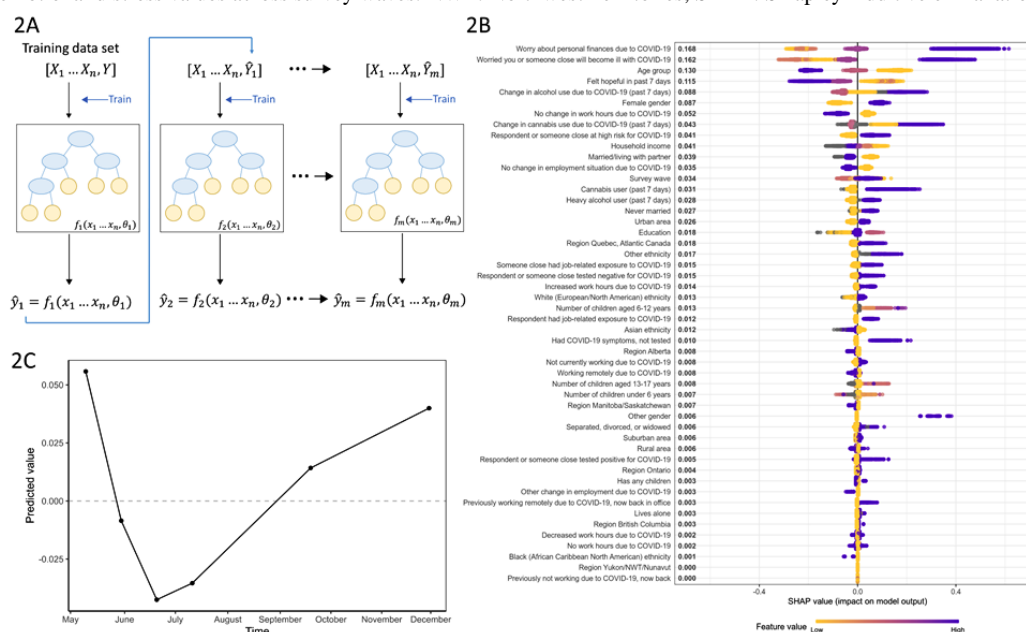 2A
Training data set
[X1 ... Xn, Y]
[X1 ... Xn, Ŷ1]
[X1 ... Xn, Ŷm]
Train
Train
Train
f1(x1 ... xn, θ1)
f2(x1 ... xn, θ2)
fm(x1 ... xn, θm)
ŷ1 = f1(x1 ... xn, θ1)
ŷ2 = f2(x1 ... xn, θ2)
ŷm = fm(x1 ... xn, θm)
2B
Worry about personal finances due to COVID-19 0.168
Worried you or someone close will become ill with COVID-19 0.162
Age group 0.130
Felt hopeful in past 7 days 0.115
Change in alcohol use due to COVID-19 (past 7 days) 0.088
Female gender 0.087
No change in work hours due to COVID-19 0.052
Change in cannabis use due to COVID-19 (past 7 days) 0.043
Respondent or someone close at high risk for COVID-19 0.041
Household income 0.041
Married/living with partner 0.039
No change in employment situation due to COVID-19 0.035
Survey wave 0.034
Cannabis user (past 7 days) 0.031
Heavy alcohol user (past 7 days) 0.028
Never married 0.027
Urban area 0.026
Education 0.018
Region Quebec, Atlantic Canada 0.018
Other ethnicity 0.017
Someone close had job-related exposure to COVID-19 0.015
Respondent or someone close tested negative for COVID-19 0.015
Increased work hours due to COVID-19 0.014
White (European/North American) ethnicity 0.013
Number of children aged 6-12 years 0.013
Respondent had job-related exposure to COVID-19 0.012
Asian ethnicity 0.012
Had COVID-19 symptoms, not tested 0.010
Region Alberta 0.008
Not currently working due to COVID-19 0.008
Working remotely due to COVID-19 0.008
Number of children aged 13-17 years 0.008
Number of children under 6 years 0.007
Region Manitoba/Saskatchewan 0.007
Other gender 0.006
Separated, divorced, or widowed 0.006
Suburban area 0.006
Rural area 0.006
Respondent or someone close tested positive for COVID-19 0.005
Region Ontario 0.004
Has any children 0.003
Other change in employment due to COVID-19 0.003
Previously working remotely due to COVID-19, now back in office 0.003
Lives alone 0.003
Region British Columbia 0.003
Decreased work hours due to COVID-19 0.002
No work hours due to COVID-19 0.002
Black (African Caribbean North American) ethnicity 0.001
Region Yukon/NWT/Nunavut 0.000
Previously not working due to COVID-19, now back 0.000
-0.4 0.0 0.4
SHAP value (impact on model output)
Feature value Low High
2C
Predicted value
0.050
0.025
0.000
-0.025
May June July August September October November December